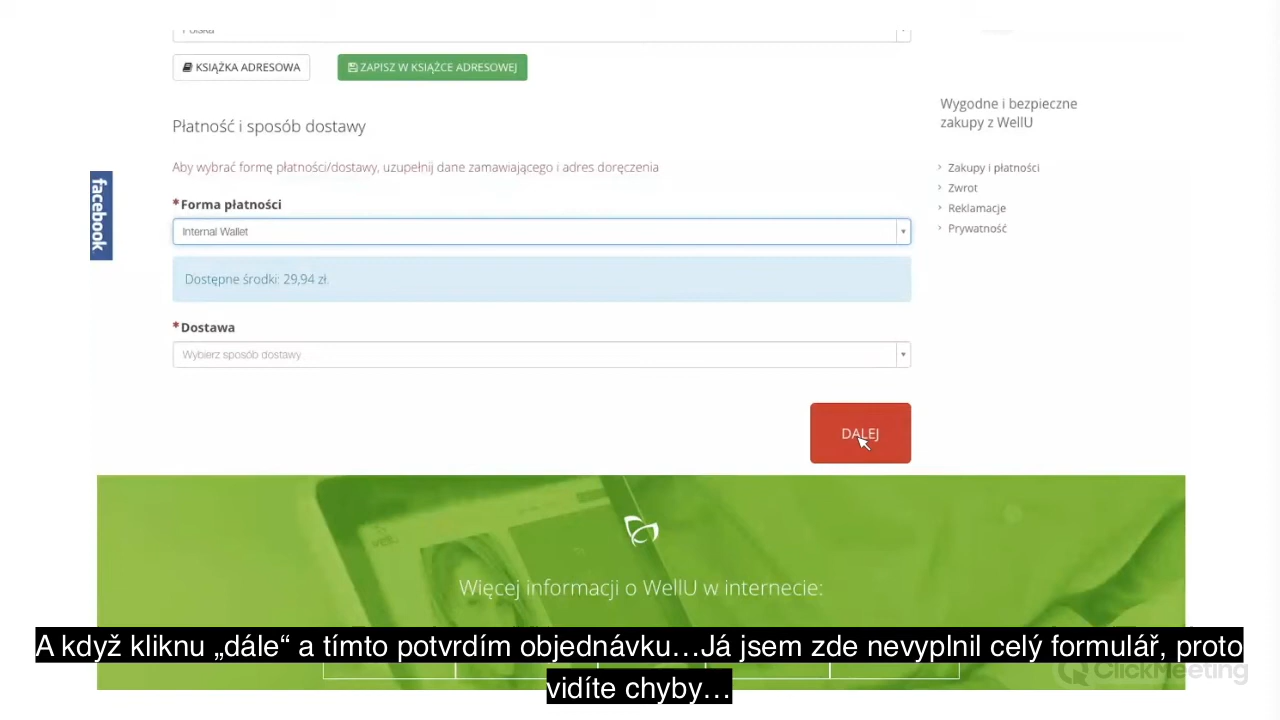 Polska
KSIĄŻKA ADRESOWA
ZAPISZ W KSIĄŻCE ADRESOWEJ
Płatność i sposób dostawy
Aby wybrać formę płatności/dostawy, uzupełnij dane zamawiającego i adres doręczenia
*Forma płatności
Internal Wallet
Dostępne środki: 29,94 zł.
*Dostawa
Wybierz sposób dostawy
DALEJ
facebook
Wygodne i bezpieczne
zakupy z WellU
Zakupy i płatności
Zwrot
Reklamacje
Prywatność
Więcej informacji o WellU w internecie:
A když kliknu „dále“ a tímto potvrdím objednávku…Já jsem zde nevyplnil celý formulář, proto
vidíte chyby…
ClickMeeting